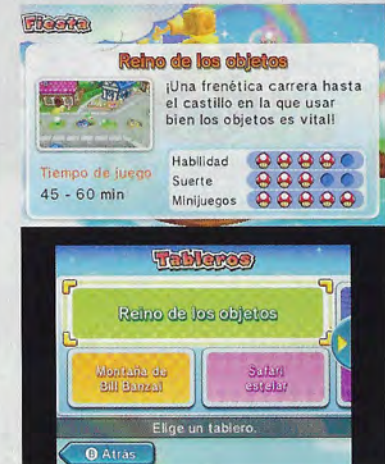 Fiesta
Reino de los objetos
¡Una frenética carrera hasta
el castillo en la que usar
bien los objetos es vital!
Tiempo de juego
45 - 60 min
Habilidad
Suerte
Minijuegos
Tableros
Reino de los objetos
Montaña de
Bill Banzai
Safari
estelar
Elige un tablero.
B Atrás